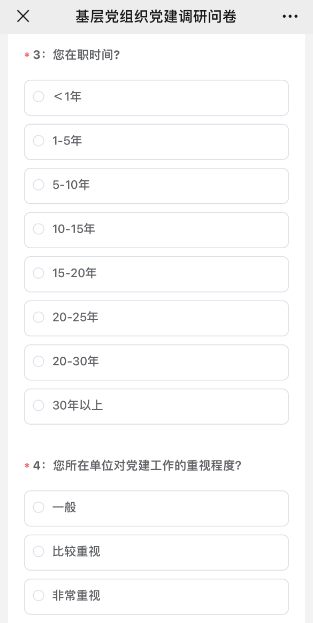 基层党组织党建调研问卷
* 3：您在职时间?
＜1年
1-5年
5-10年
10-15年
15-20年
20-25年
20-30年
30年以上
* 4：您所在单位对党建工作的重视程度?
一般
比较重视
非常重视